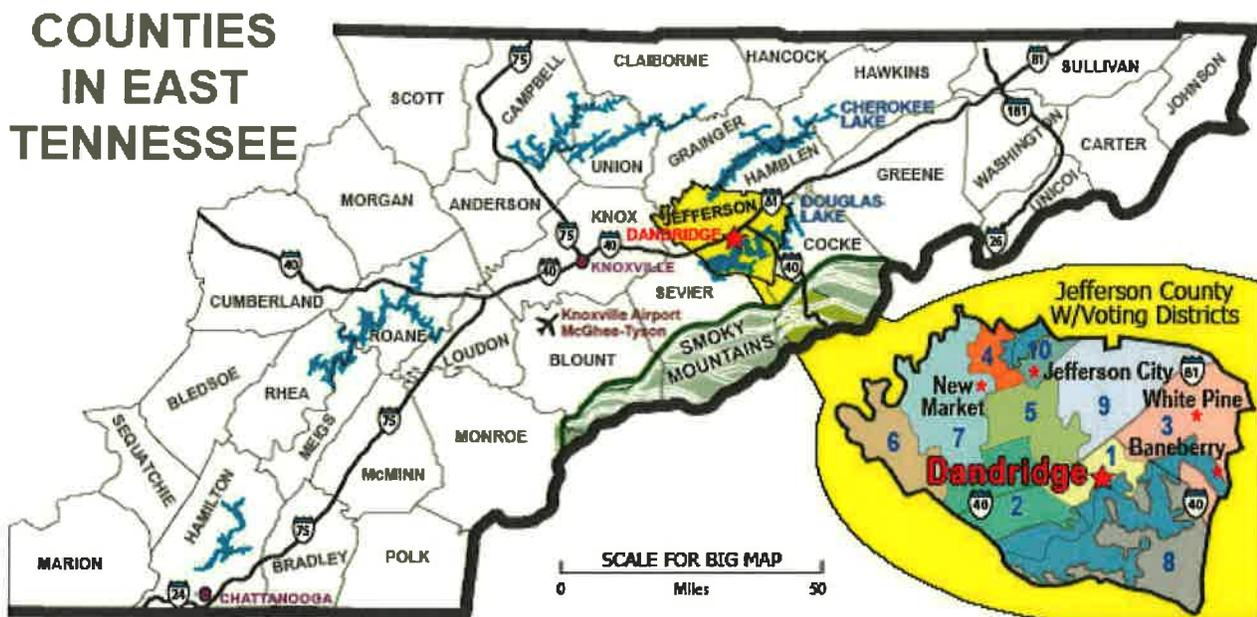 COUNTIES
IN EAST
TENNESSEE
SCOTT
75
CAMPBELL
CLAIBORNE
HANCOCK
HAWKINS
81
SULLIVAN
JOHNSON
CHEROKEE
LAKE
181
WASHINGTON
CARTER
UNION
GRAINGER
HAMBLEN
GREENE
UNICOI
MORGAN
ANDERSON
KNOX
JEFFERSON
81
DOUGLAS
LAKE
DANDRIDGE
COCKE
26
75
40
40
KNOXVILLE
40
40
CUMBERLAND
ROANE
LOUDON
Knoxville Airport
McGhee-Tyson
BLOUNT
SEVIER
SMOKY
MOUNTAINS
BLEDSOE
RHEA
MEIGS
75
MONROE
SEQUATCHIE
HAMILTON
McMINN
75
MARION
BRADLEY
POLK
24
CHATTANOOGA
SCALE FOR BIG MAP
0 50
Miles
Jefferson County
W/Voting Districts
4
10
Jefferson City
81
New
Market
White Pine
5
9
3
6
7
Baneberry
1
Dandridge
40
2
40
8